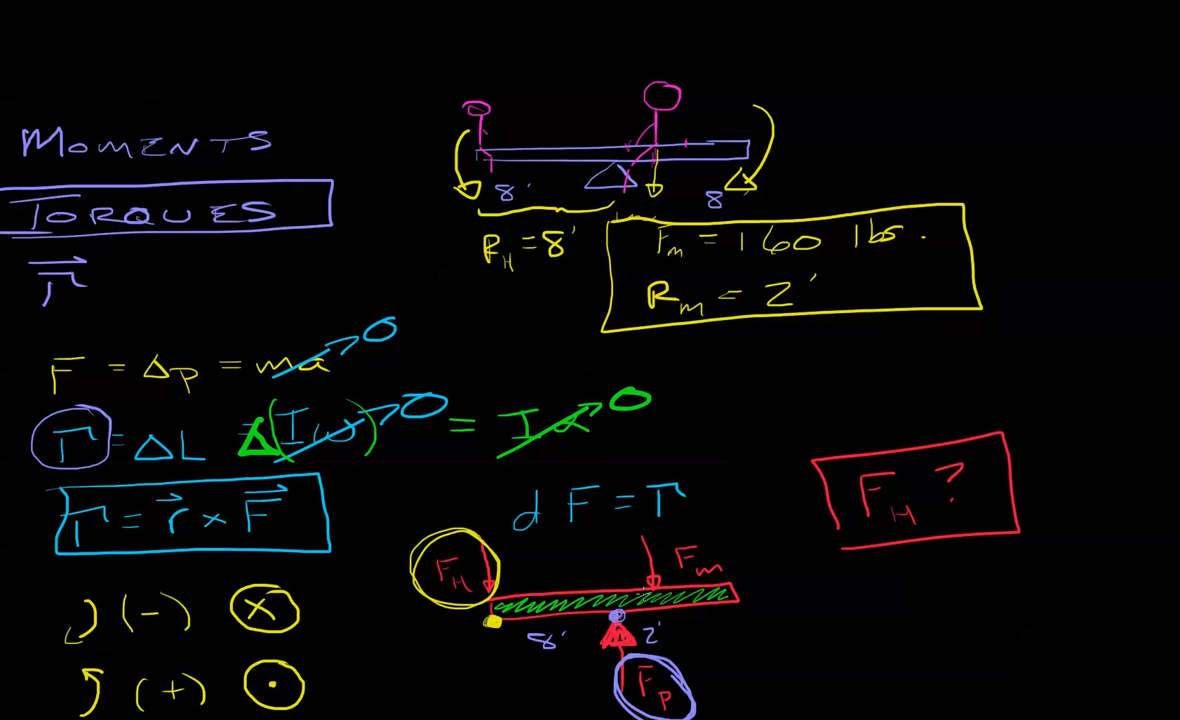 MOMENTS
TORQUES
Γ⃗
8' 8'
R_H = 8'
F_m = 160 lbs.
R_m = 2'
F = Δp = ma → 0
Γ = ΔL = Δ(Iω) → 0 = Iα → 0
Γ = r⃗ × F⃗
d F = Γ
F_H ?
F_H F_m
8' 2'
F_p
(-) ×
(+) ·